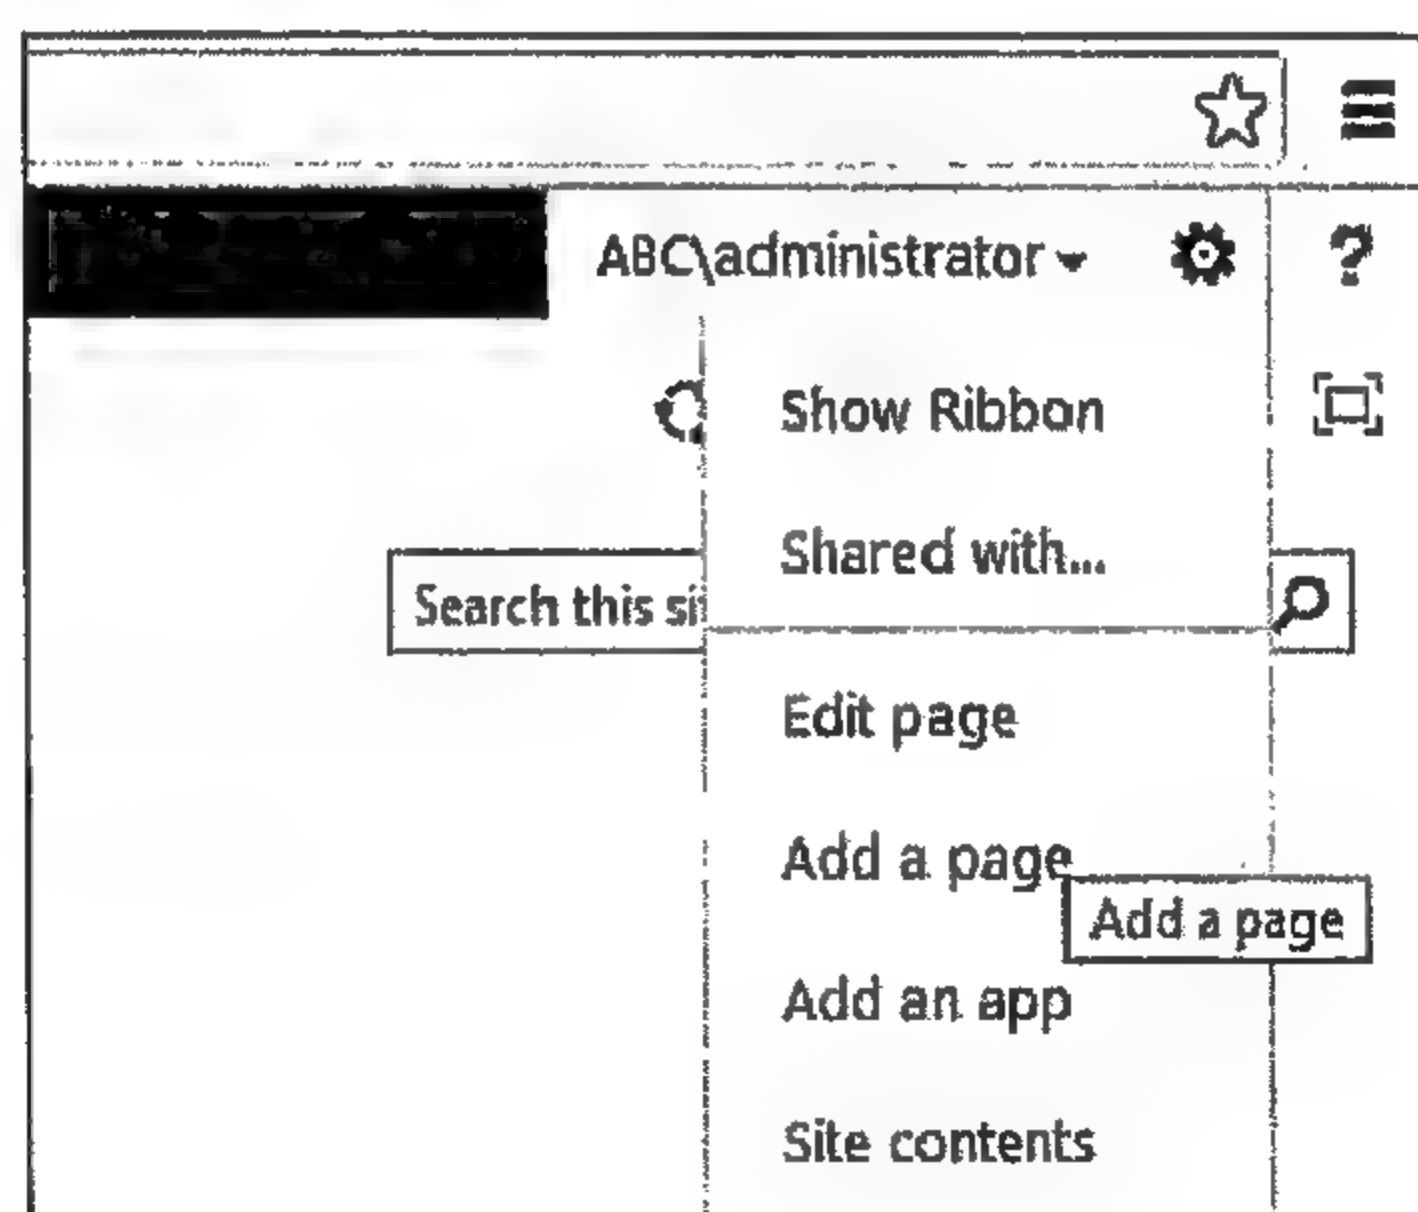 ABC\administrator
?
Show Ribbon
Shared with...
Search this si
Edit page
Add a page
Add a page
Add an app
Site contents